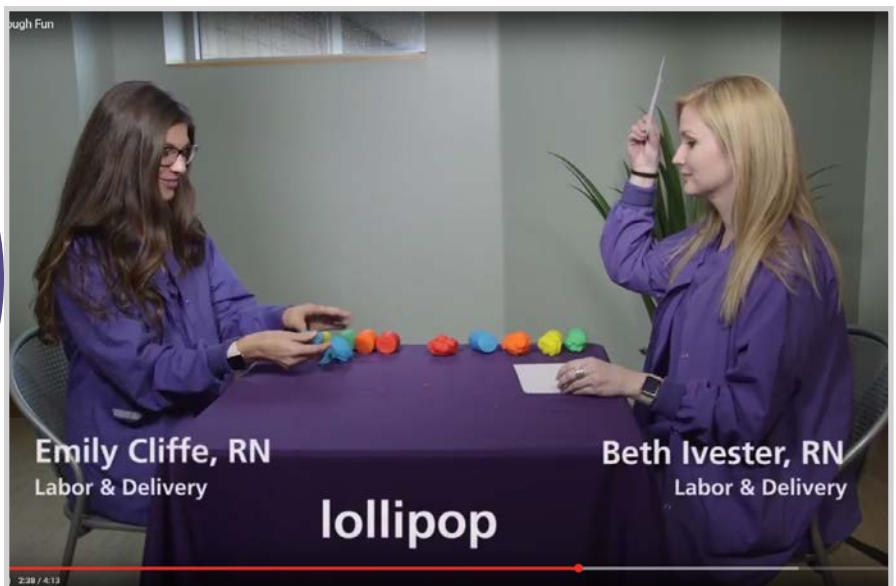 ough Fun
Emily Cliffe, RN
Labor & Delivery
Beth Ivester, RN
Labor & Delivery
lollipop
2:38 / 4:13